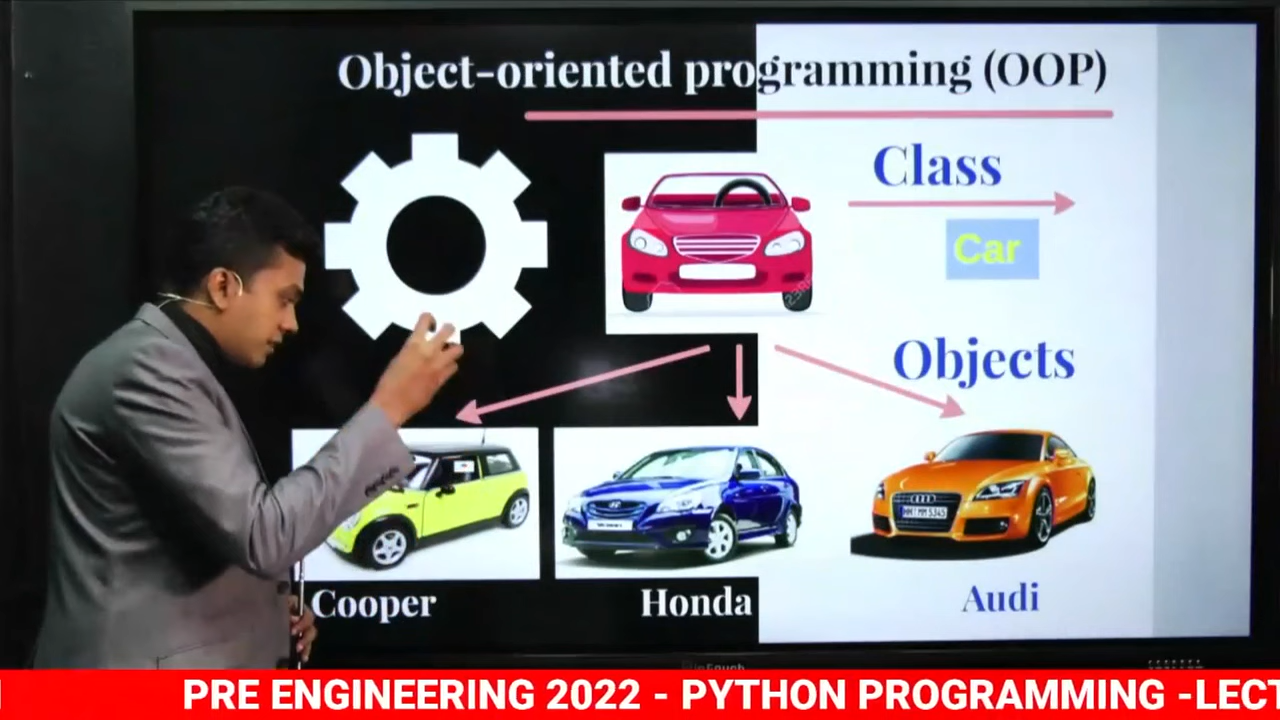 Object-oriented programming (OOP)
Class
Car
Objects
Cooper
Honda
Audi
PRE ENGINEERING 2022 - PYTHON PROGRAMMING -LECT